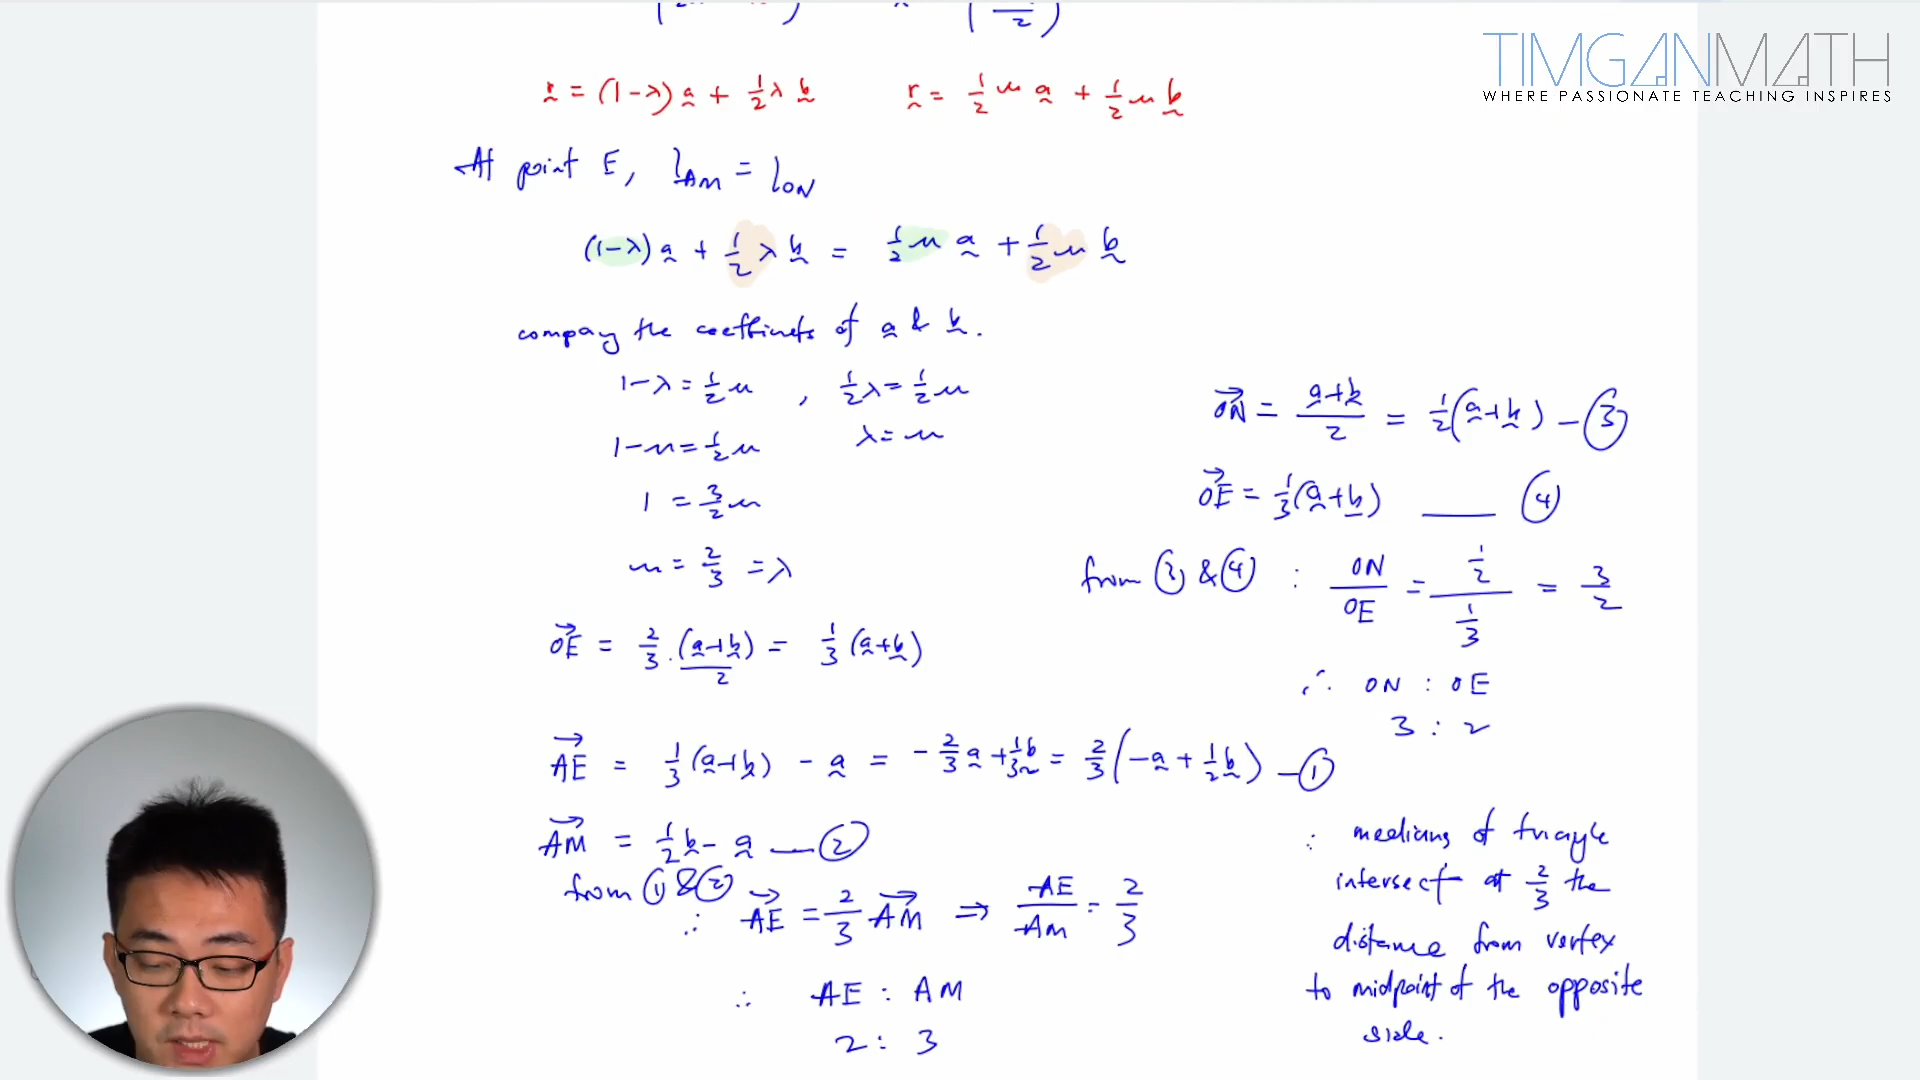 TIMGANMATH
WHERE PASSIONATE TEACHING INSPIRES
2
r = (1-λ)a + 1/2 λ b r = 1/2 μ a + 1/2 μ b
At point E, l_AM = l_ON
(1-λ)a + 1/2 λ b = 1/2 μ a + 1/2 μ b
compary the coefficients of a & b.
1-λ = 1/2 μ , 1/2 λ = 1/2 μ
1-μ = 1/2 μ λ = μ
1 = 3/2 μ
μ = 2/3 = λ
OE = 2/3 · (a+b)/2 = 1/3 (a+b)
AE = 1/3 (a+b) - a = -2/3 a + 1/3 b = 2/3 (-a + 1/2 b) — ①
AM = 1/2 b - a — ②
from ① & ②
∴ AE = 2/3 AM ⇒ AE/AM = 2/3
∴ AE : AM
2 : 3
ON = (a+b)/2 = 1/2 (a+b) — ③
OE = 1/3 (a+b) — ④
from ③ & ④ : ON/OE = (1/2)/(1/3) = 3/2
∴ ON : OE
3 : 2
∴ medians of triangle
intersect at 2/3 the
distance from vertex
to midpoint of the opposite
side.